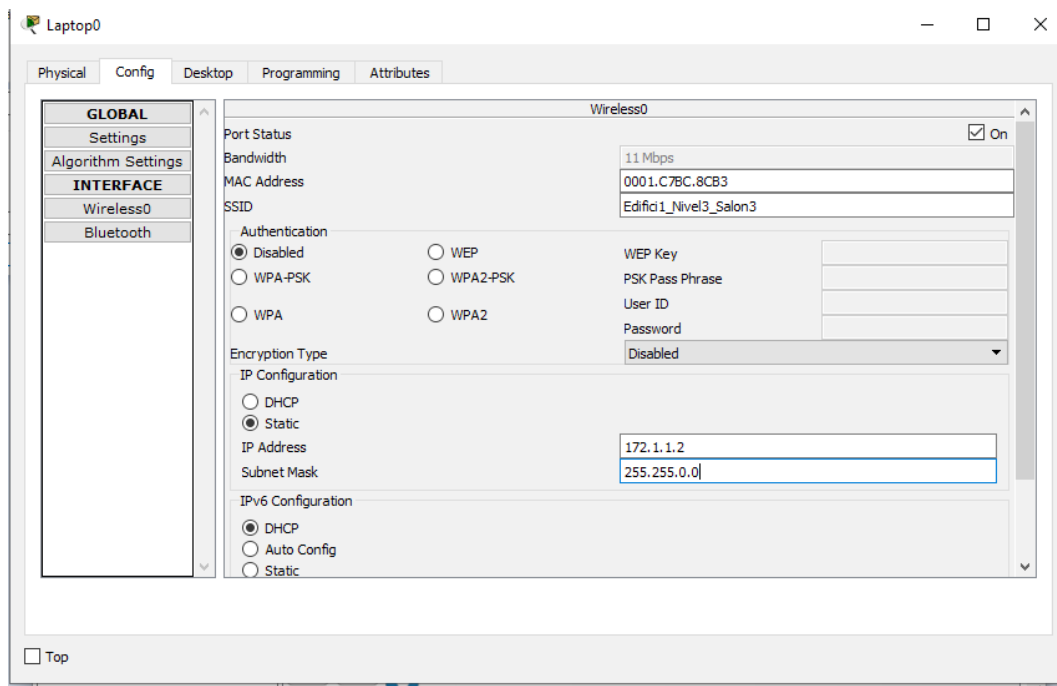 Laptop0
Physical Config Desktop Programming Attributes
GLOBAL
Settings
Algorithm Settings
INTERFACE
Wireless0
Bluetooth
Wireless0
Port Status On
Bandwidth 11 Mbps
MAC Address 0001.C7BC.8CB3
SSID Edifici1_Nivel3_Salon3
Authentication
Disabled WEP WEP Key
WPA-PSK WPA2-PSK PSK Pass Phrase
User ID
WPA WPA2
Password
Encryption Type Disabled
IP Configuration
DHCP
Static
IP Address 172.1.1.2
Subnet Mask 255.255.0.0
IPv6 Configuration
DHCP
Auto Config
Static
Top